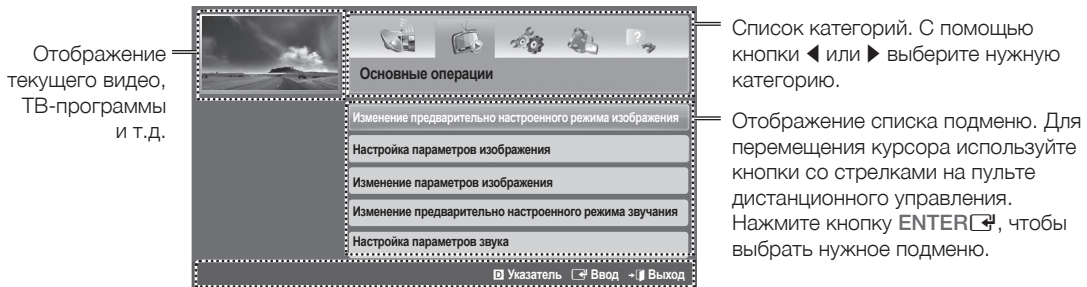 Отображение
текущего видео,
ТВ-программы
и т.д.
Основные операции
Изменение предварительно настроенного режима изображения
Настройка параметров изображения
Изменение параметров изображения
Изменение предварительно настроенного режима звучания
Настройка параметров звука
D Указатель Ввод Выход
Список категорий. С помощью
кнопки ◀ или ▶ выберите нужную
категорию.
Отображение списка подменю. Для
перемещения курсора используйте
кнопки со стрелками на пульте
дистанционного управления.
Нажмите кнопку ENTER, чтобы
выбрать нужное подменю.